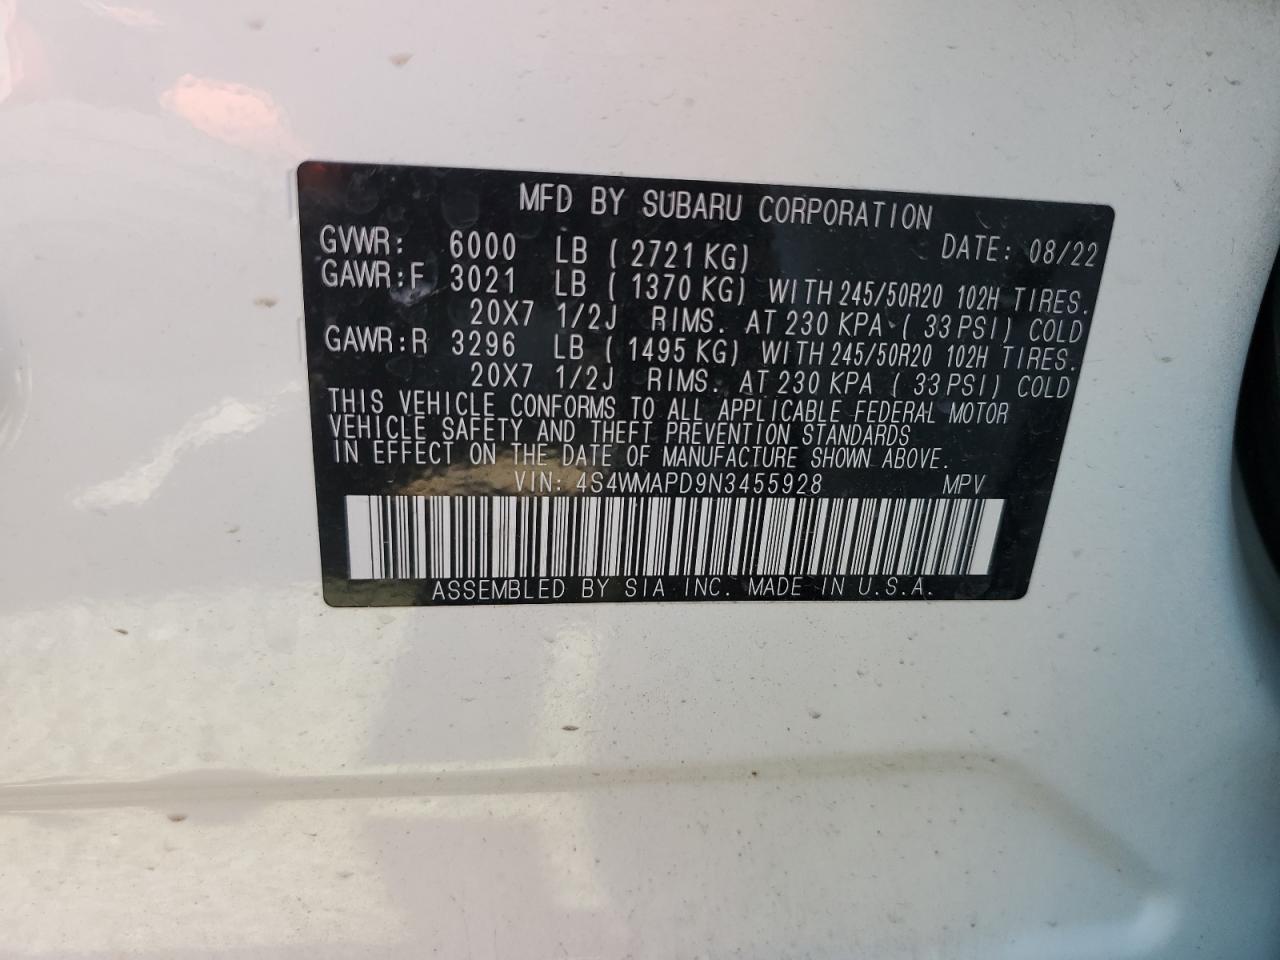 MFD BY SUBARU CORPORATION
GVWR: 6000 LB ( 2721 KG) DATE: 08/22
GAWR:F 3021 LB ( 1370 KG) WITH 245/50R20 102H TIRES.
20X7 1/2J RIMS. AT 230 KPA ( 33 PSI) COLD
GAWR:R 3296 LB ( 1495 KG) WITH 245/50R20 102H TIRES.
20X7 1/2J RIMS. AT 230 KPA ( 33 PSI) COLD
THIS VEHICLE CONFORMS TO ALL APPLICABLE FEDERAL MOTOR
VEHICLE SAFETY AND THEFT PREVENTION STANDARDS
IN EFFECT ON THE DATE OF MANUFACTURE SHOWN ABOVE.
VIN: 4S4WMAPD9N3455928 MPV
ASSEMBLED BY SIA INC. MADE IN U.S.A.